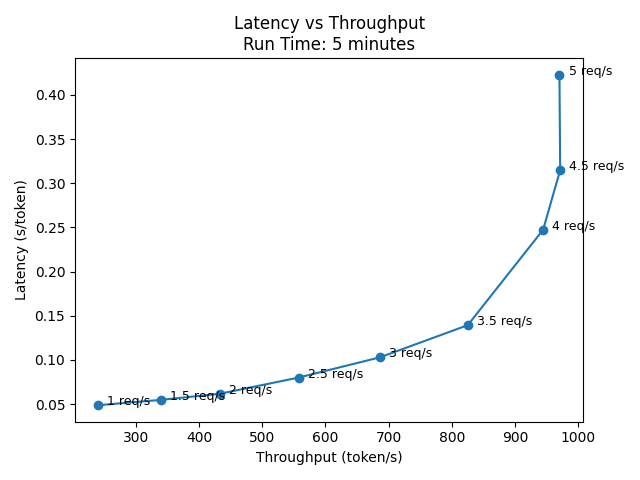 Latency vs Throughput
Run Time: 5 minutes
Latency (s/token)
0.40
0.35
0.30
0.25
0.20
0.15
0.10
0.05
5 req/s
4.5 req/s
4 req/s
3.5 req/s
3 req/s
2.5 req/s
2 req/s
1.5 req/s
1 req/s
300 400 500 600 700 800 900 1000
Throughput (token/s)